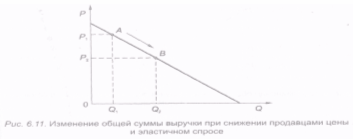 P
A
P₁
B
P₂
0
Q₁
Q₂
Q
Рис. 6.11. Изменение общей суммы выручки при снижении продавцами цены
и эластичном спросе